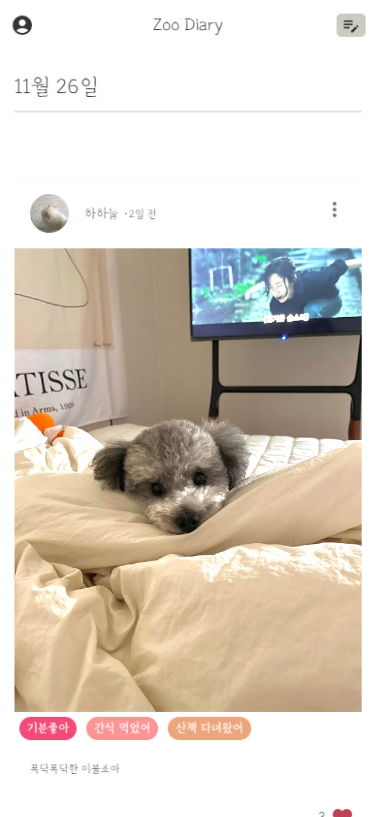 Zoo Diary
11월 26일
하하늘 •2일 전
ATISSE
d in Arms, 19
기분좋아
간식 먹었어
산책 다녀왔어
폭닥폭닥한 이불조아
3